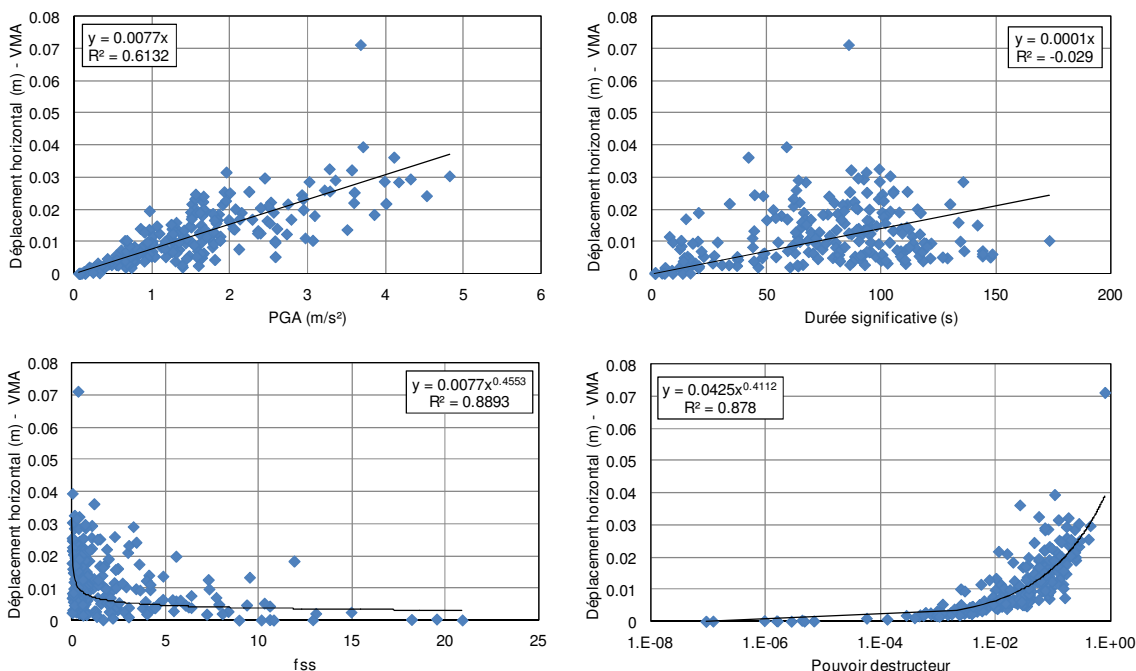 Déplacement horizontal (m) - VMA
0.08
0.07
0.06
0.05
0.04
0.03
0.02
0.01
0
y = 0.0077x
R² = 0.6132
0 1 2 3 4 5 6
PGA (m/s²)
Déplacement horizontal (m) - VMA
0.08
0.07
0.06
0.05
0.04
0.03
0.02
0.01
0
y = 0.0001x
R² = -0.029
0 50 100 150 200
Durée significative (s)
Déplacement horizontal (m) - VMA
0.08
0.07
0.06
0.05
0.04
0.03
0.02
0.01
0
y = 0.0077x^0.4553
R² = 0.8893
0 5 10 15 20 25
fss
Déplacement horizontal (m) - VMA
0.08
0.07
0.06
0.05
0.04
0.03
0.02
0.01
0
y = 0.0425x^0.4112
R² = 0.878
1.E-08 1.E-06 1.E-04 1.E-02 1.E+00
Pouvoir destructeur